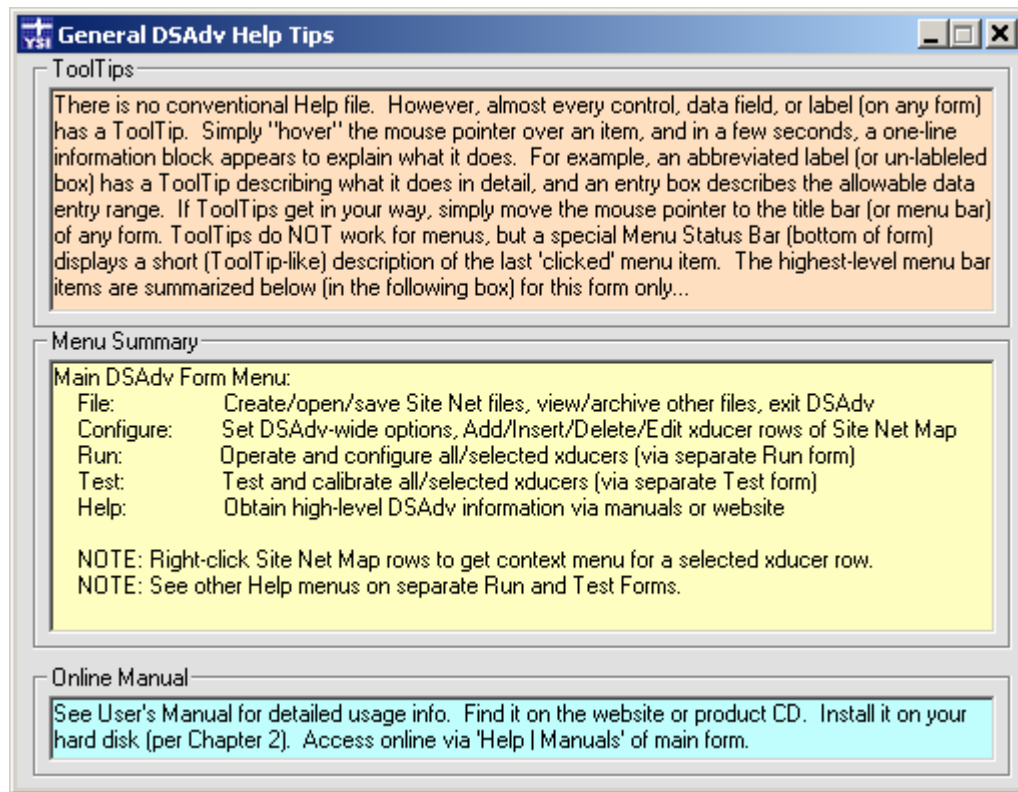 YSI General DSAdv Help Tips
ToolTips
There is no conventional Help file.  However, almost every control, data field, or label (on any form)
has a ToolTip.  Simply "hover" the mouse pointer over an item, and in a few seconds, a one-line
information block appears to explain what it does.  For example, an abbreviated label (or un-lableled
box) has a ToolTip describing what it does in detail, and an entry box describes the allowable data
entry range.  If ToolTips get in your way, simply move the mouse pointer to the title bar (or menu bar)
of any form. ToolTips do NOT work for menus, but a special Menu Status Bar (bottom of form)
displays a short (ToolTip-like) description of the last 'clicked' menu item.  The highest-level menu bar
items are summarized below (in the following box) for this form only...
Menu Summary
Main DSAdv Form Menu:
File: Create/open/save Site Net files, view/archive other files, exit DSAdv
Configure: Set DSAdv-wide options, Add/Insert/Delete/Edit xducer rows of Site Net Map
Run: Operate and configure all/selected xducers (via separate Run form)
Test: Test and calibrate all/selected xducers (via separate Test form)
Help: Obtain high-level DSAdv information via manuals or website
NOTE: Right-click Site Net Map rows to get context menu for a selected xducer row.
NOTE: See other Help menus on separate Run and Test Forms.
Online Manual
See User's Manual for detailed usage info.  Find it on the website or product CD.  Install it on your
hard disk (per Chapter 2).  Access online via 'Help | Manuals' of main form.